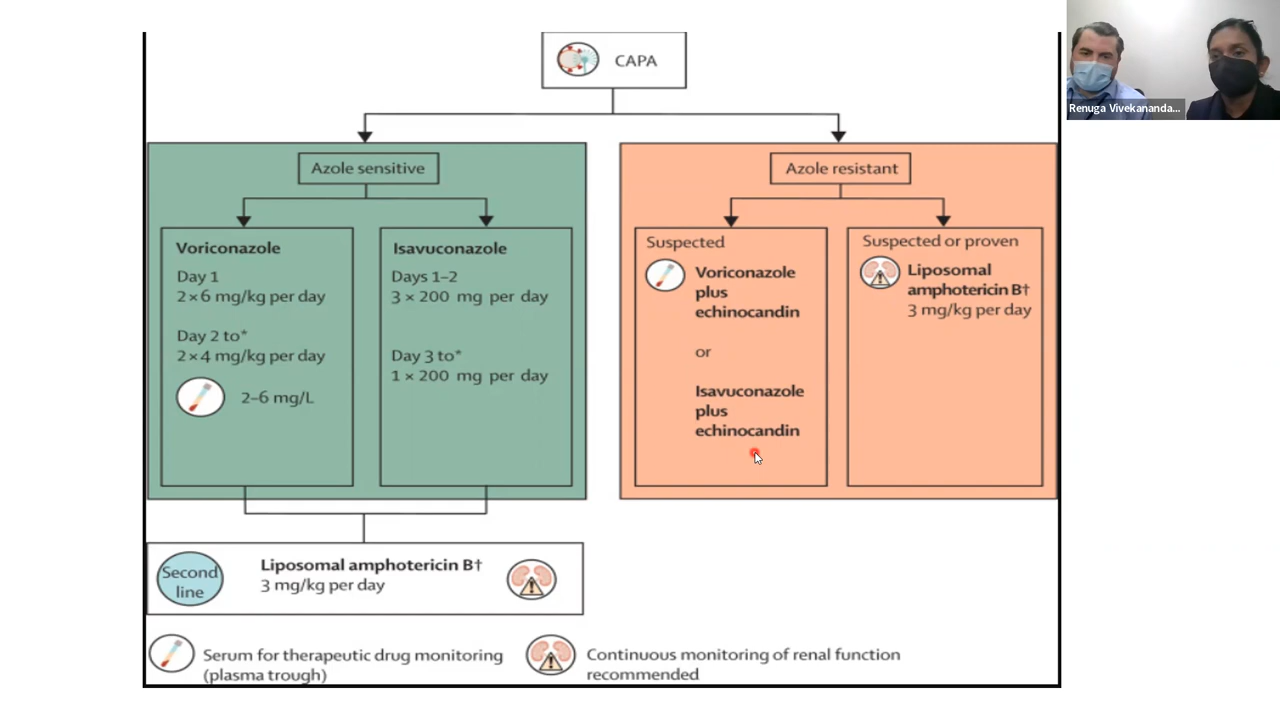 CAPA
Renuga Vivekananda...
Azole sensitive
Azole resistant
Voriconazole
Day 1
2×6 mg/kg per day
Day 2 to*
2×4 mg/kg per day
2–6 mg/L
Isavuconazole
Days 1–2
3 × 200 mg per day
Day 3 to*
1 × 200 mg per day
Suspected
Voriconazole
plus
echinocandin
or
Isavuconazole
plus
echinocandin
Suspected or proven
Liposomal
amphotericin B†
3 mg/kg per day
Second
line
Liposomal amphotericin B†
3 mg/kg per day
Serum for therapeutic drug monitoring
(plasma trough)
Continuous monitoring of renal function
recommended